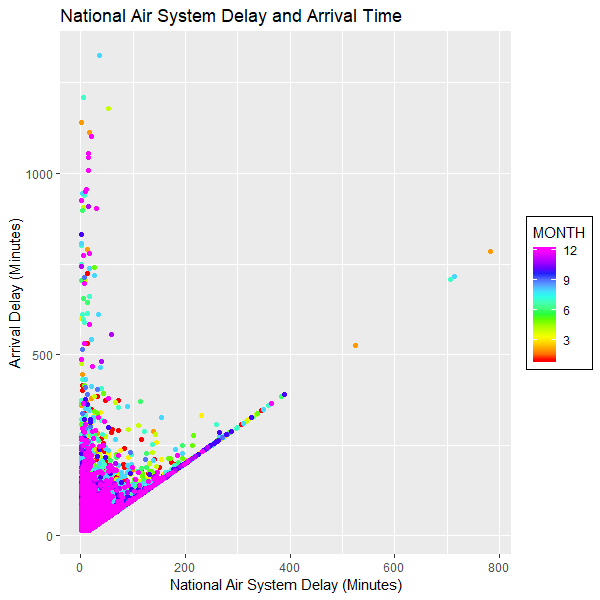 National Air System Delay and Arrival Time
Arrival Delay (Minutes)
1000
500
0
0 200 400 600 800
National Air System Delay (Minutes)
MONTH
12
9
6
3